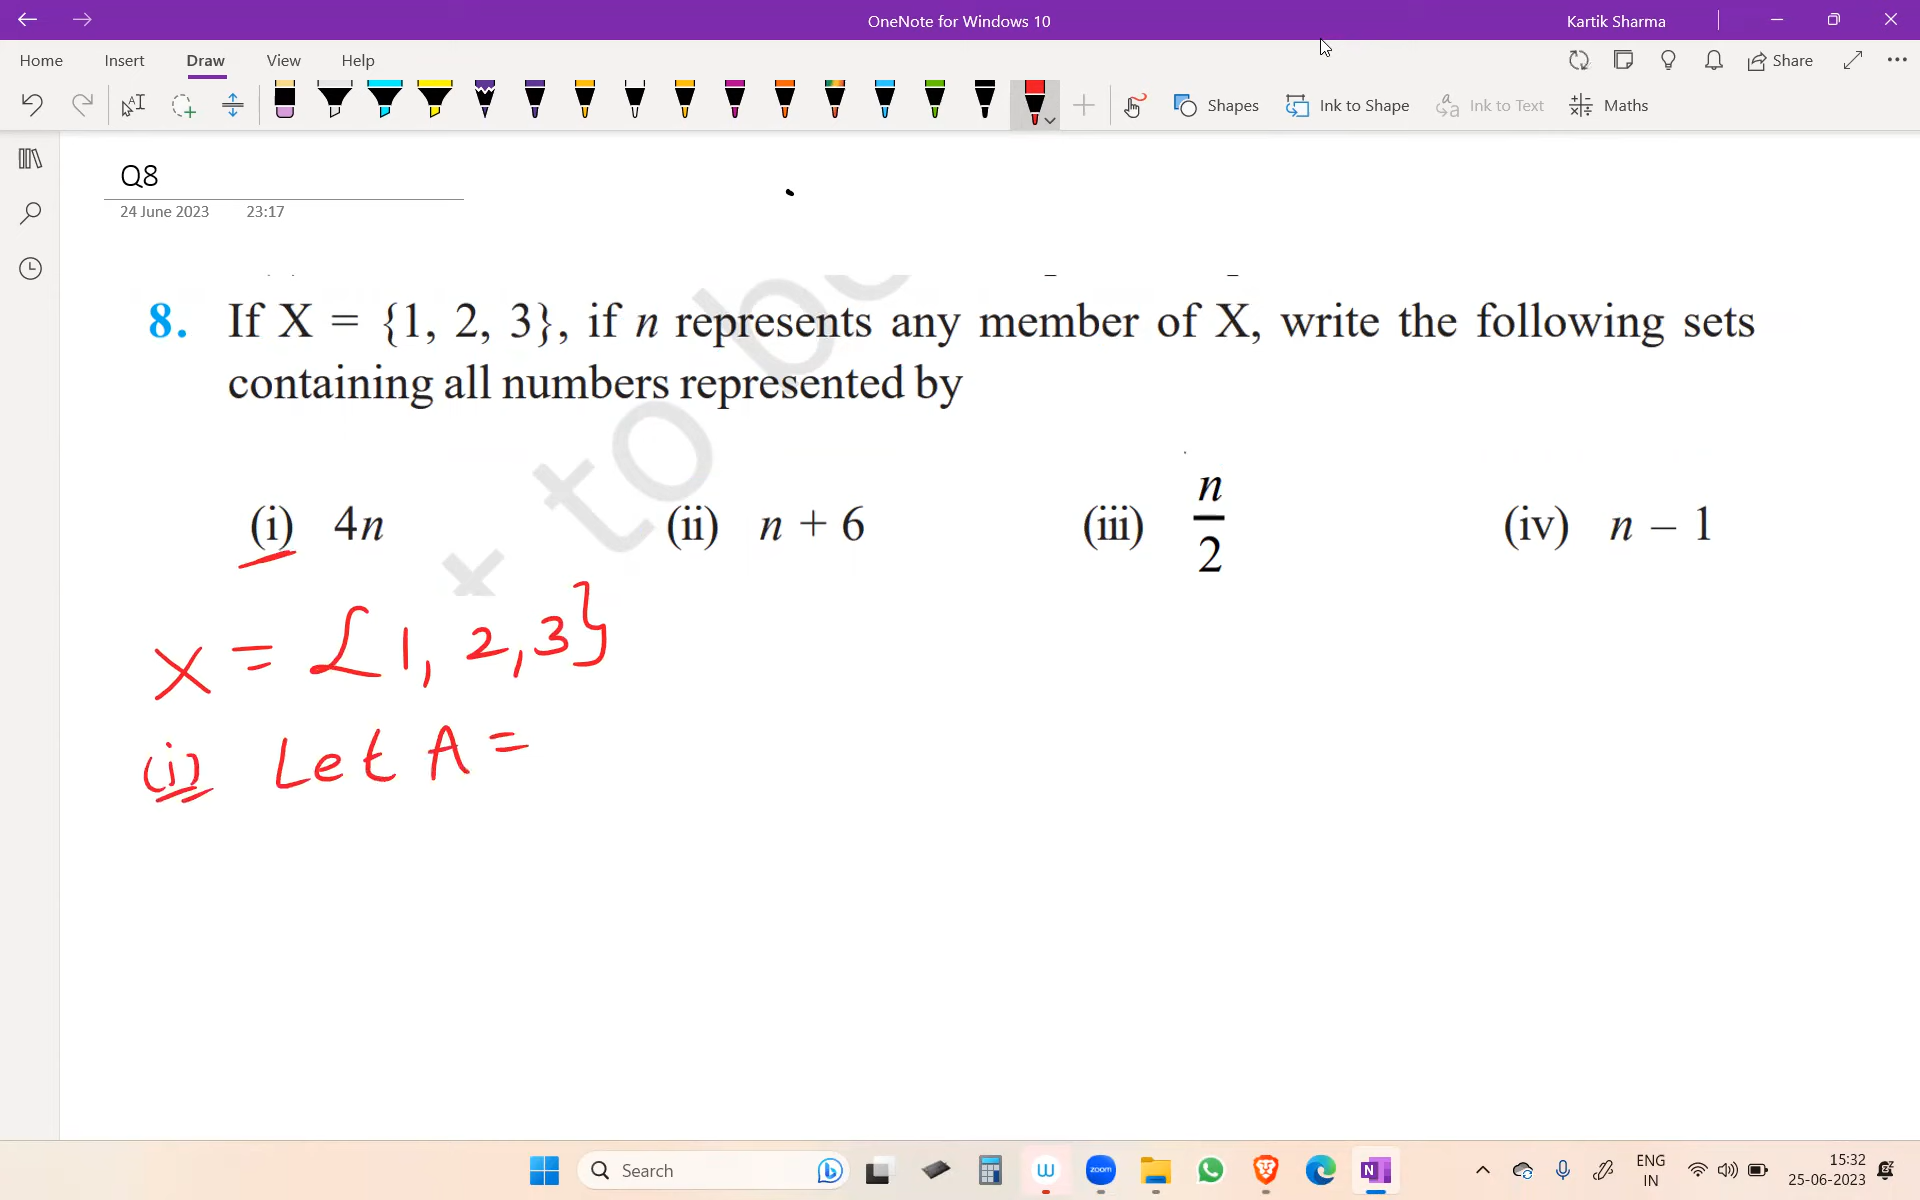 OneNote for Windows 10
Kartik Sharma
Home Insert Draw View Help
Share
Shapes Ink to Shape Ink to Text Maths
Q8
24 June 2023 23:17
8. If X = {1, 2, 3}, if n represents any member of X, write the following sets
containing all numbers represented by
(i) 4n (ii) n + 6 (iii) n/2 (iv) n – 1
t to be
X = {1, 2, 3}
(i) Let A =
Search
zoom
ENG
IN
15:32
25-06-2023